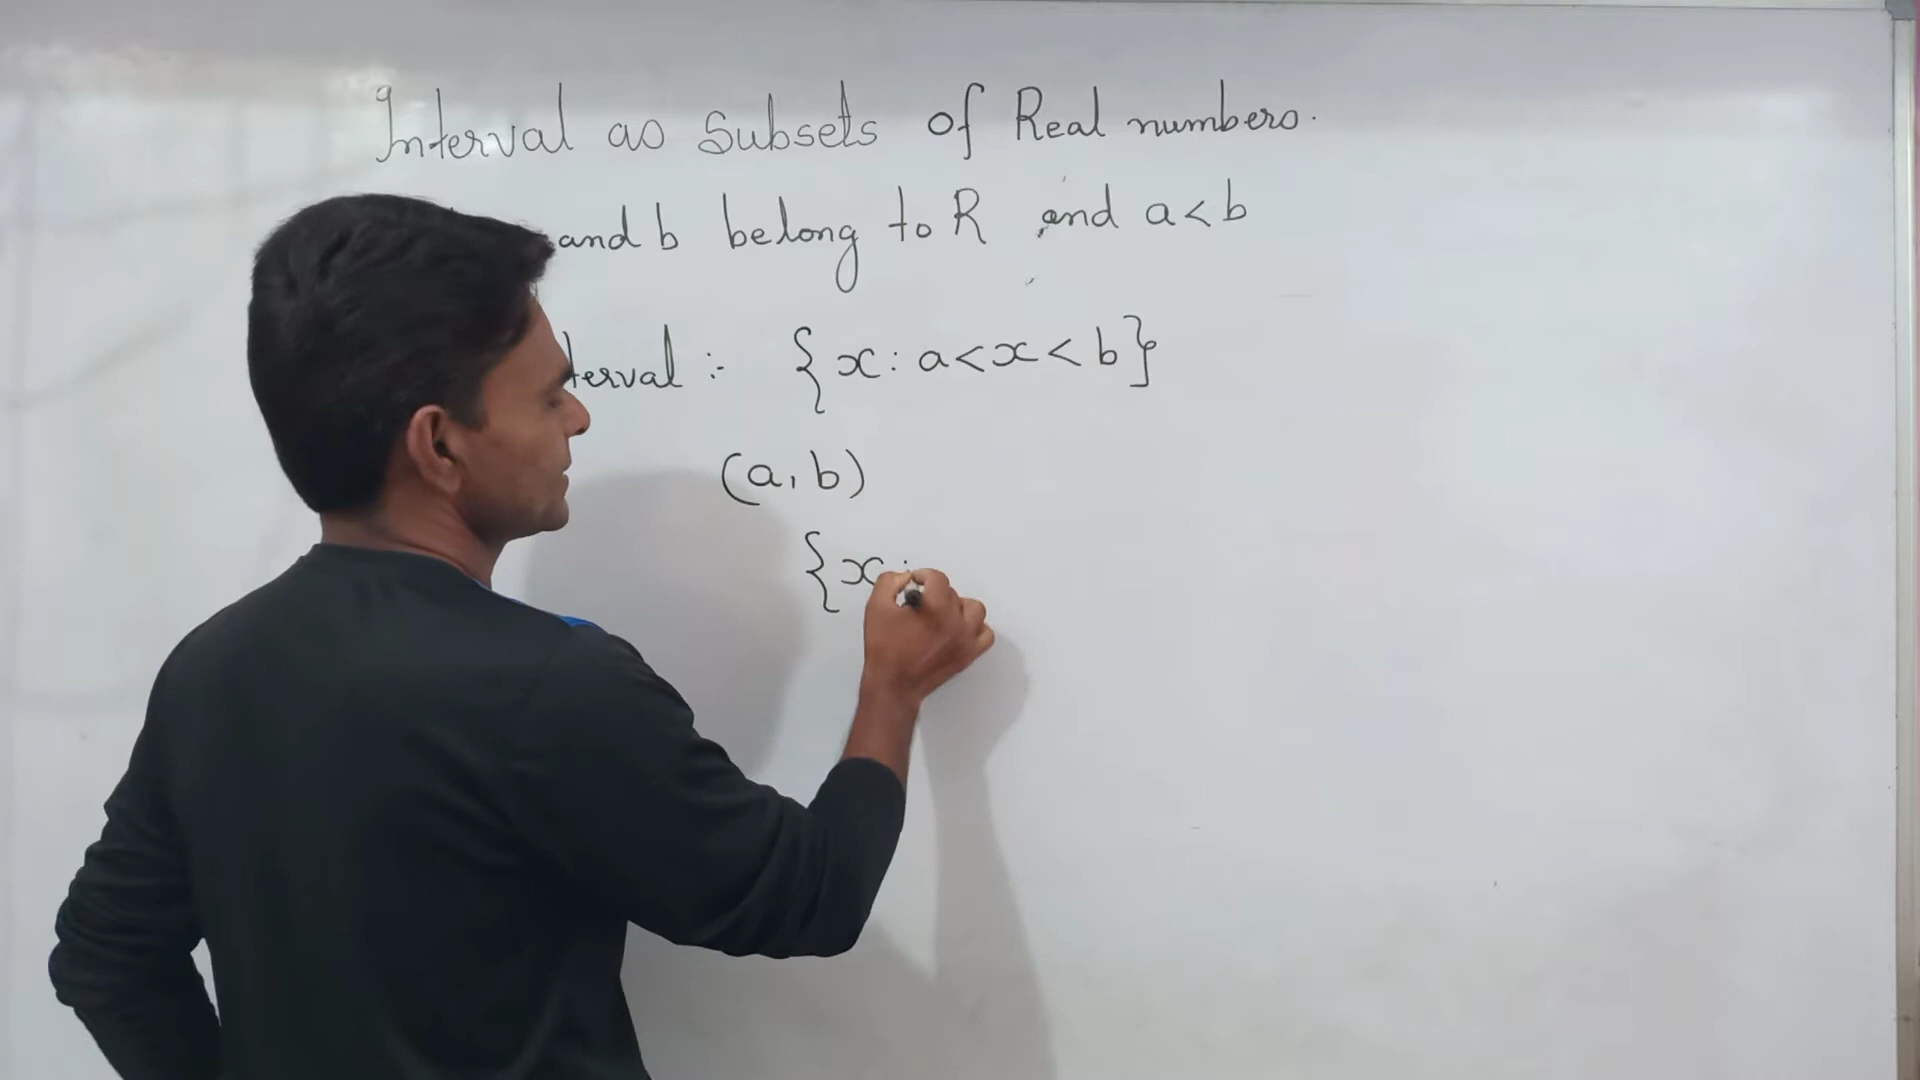 Interval as Subsets of Real numbers.
and b belong to R and a<b
terval :- {x: a<x<b}
(a, b)
{x: